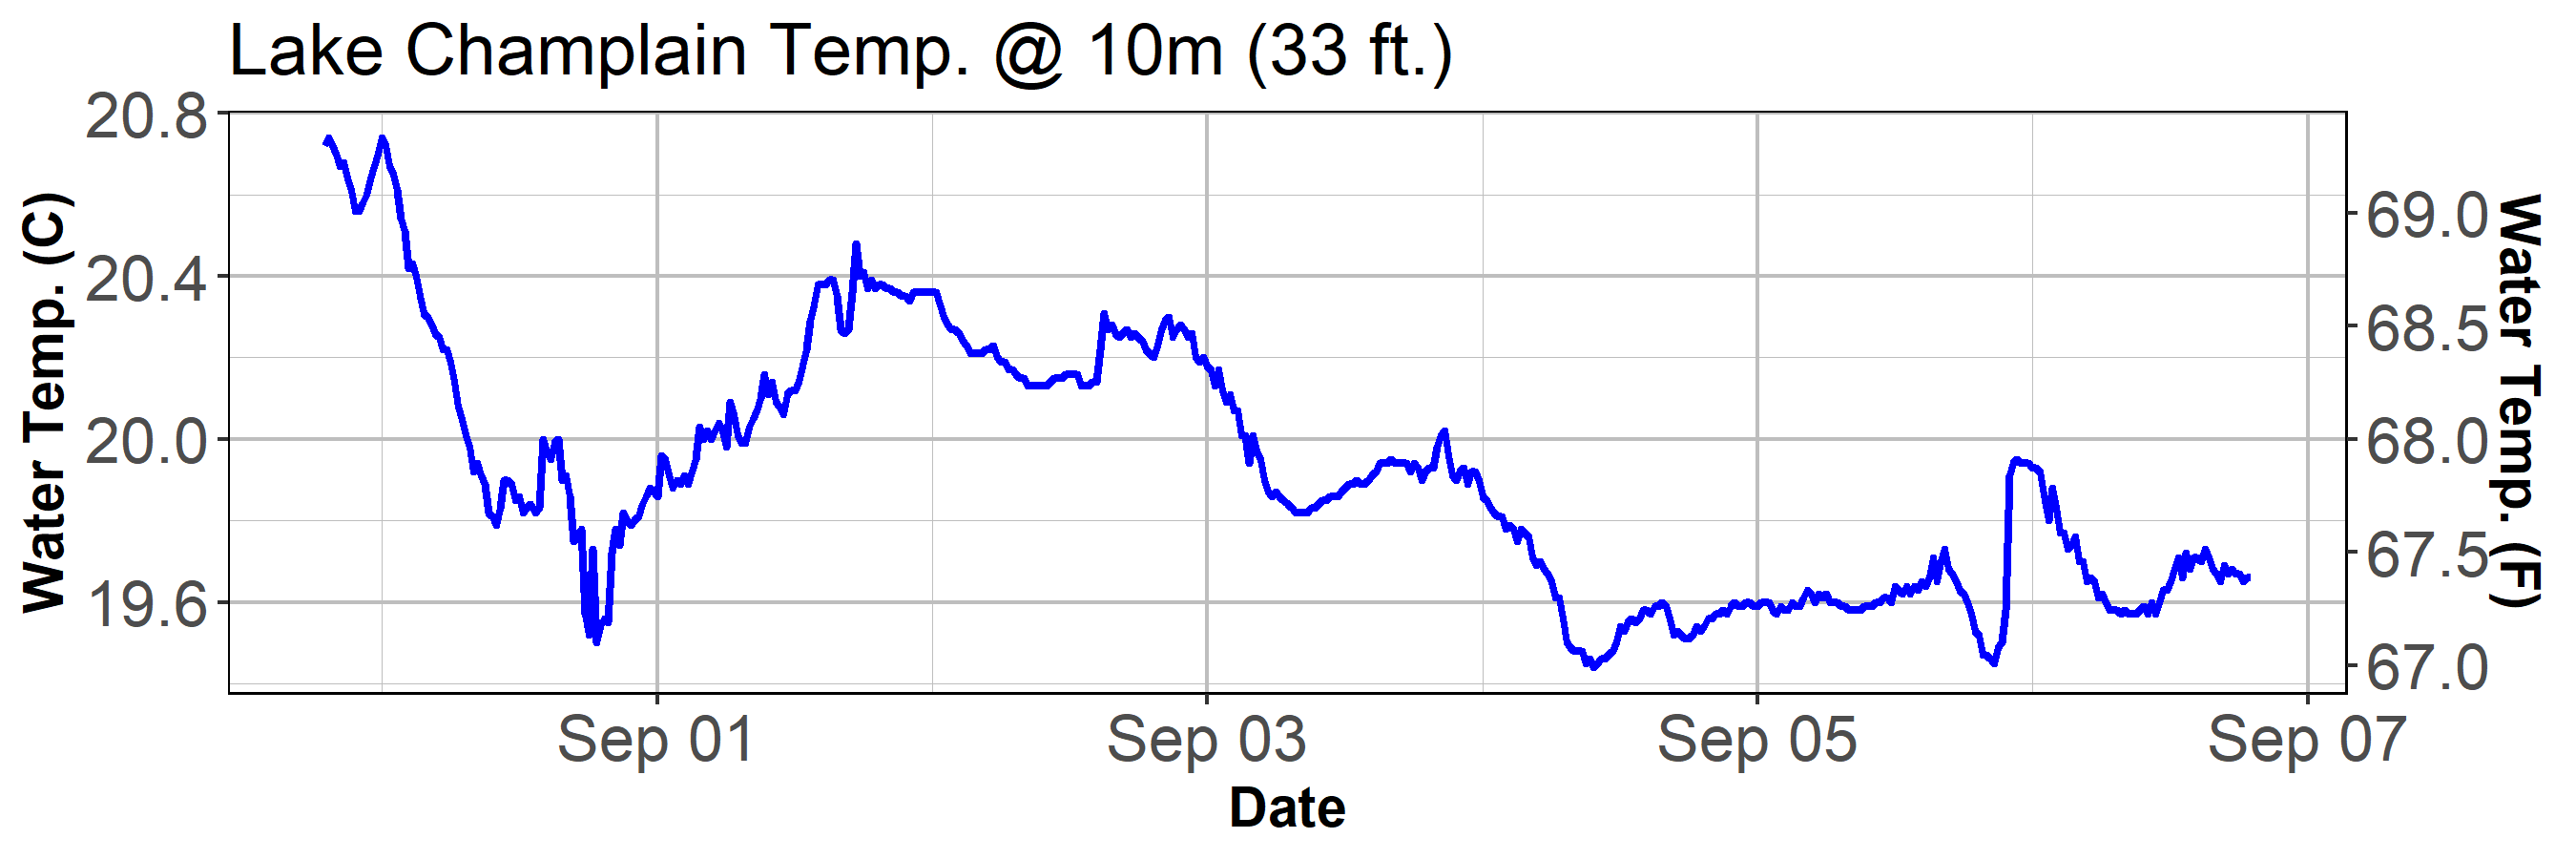 Lake Champlain Temp. @ 10m (33 ft.)
Water Temp. (C)
20.8
20.4
20.0
19.6
69.0
68.5
68.0
67.5
67.0
Water Temp. (F)
Sep 01 Sep 03 Sep 05 Sep 07
Date